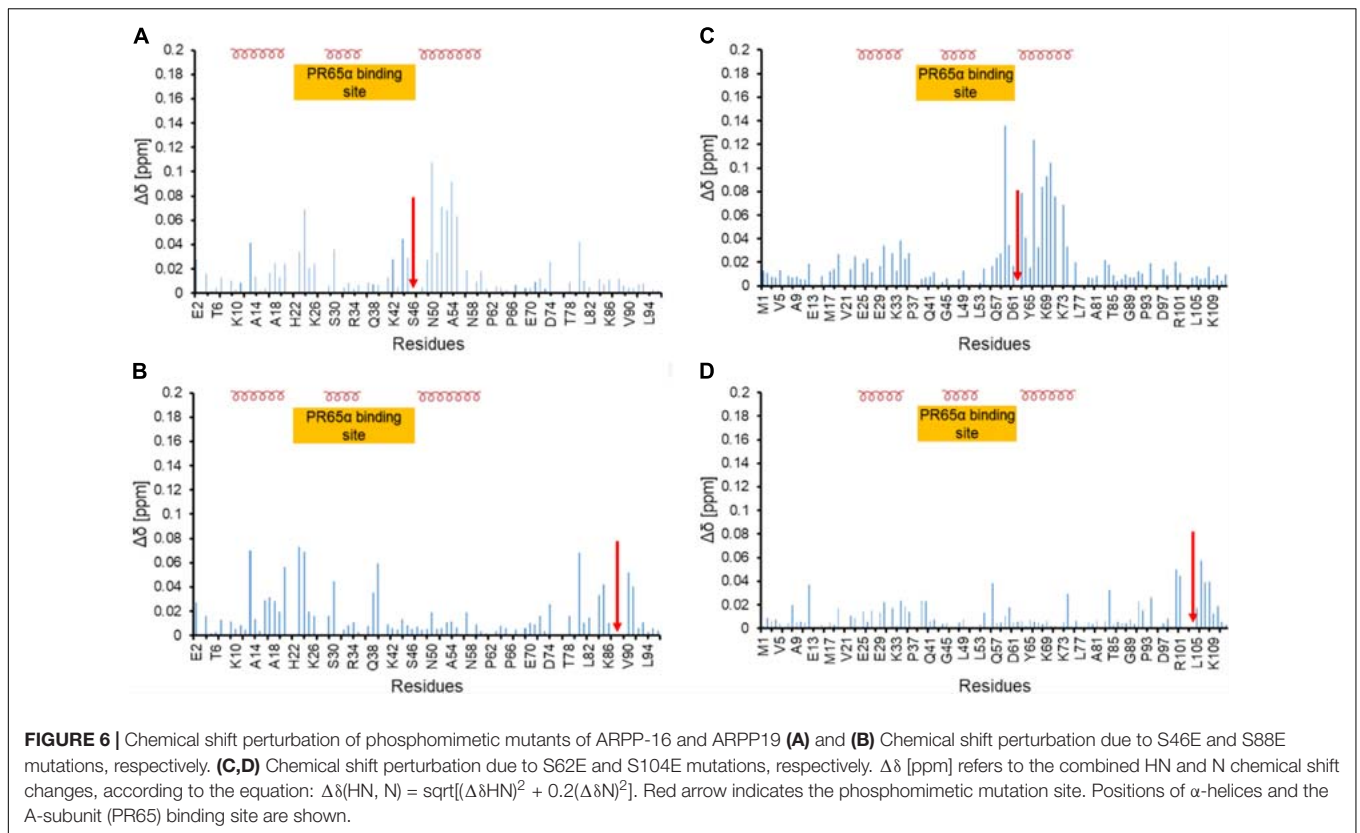 A
0.2
0.18
0.16
0.14
0.12
0.1
0.08
0.06
0.04
0.02
0
Δδ [ppm]
PR65α binding
site
E2 T6 K10 A14 A18 H22 K26 S30 R34 Q38 K42 S46 N50 A54 N58 P62 P66 E70 D74 T78 L82 K86 V90 L94
Residues
C
0.2
0.18
0.16
0.14
0.12
0.1
0.08
0.06
0.04
0.02
0
Δδ [ppm]
PR65α binding
site
M1 V5 A9 E13 M17 V21 E25 E29 K33 P37 Q41 G45 L49 L53 Q57 D61 Y65 K69 K73 L77 A81 T85 G89 P93 D97 R101 L105 K109
Residues
B
0.2
0.18
0.16
0.14
0.12
0.1
0.08
0.06
0.04
0.02
0
Δδ [ppm]
PR65α binding
site
E2 T6 K10 A14 A18 H22 K26 S30 R34 Q38 K42 S46 N50 A54 N58 P62 P66 E70 D74 T78 L82 K86 V90 L94
Residues
D
0.2
0.18
0.16
0.14
0.12
0.1
0.08
0.06
0.04
0.02
0
Δδ [ppm]
PR65α binding
site
M1 V5 A9 E13 M17 V21 E25 E29 K33 P37 Q41 G45 L49 L53 Q57 D61 Y65 K69 K73 L77 A81 T85 G89 P93 D97 R101 L105 K109
Residues
FIGURE 6 | Chemical shift perturbation of phosphomimetic mutants of ARPP-16 and ARPP19 (A) and (B) Chemical shift perturbation due to S46E and S88E
mutations, respectively. (C,D) Chemical shift perturbation due to S62E and S104E mutations, respectively. Δδ [ppm] refers to the combined HN and N chemical shift
changes, according to the equation: Δδ(HN, N) = sqrt[(ΔδHN)² + 0.2(ΔδN)²]. Red arrow indicates the phosphomimetic mutation site. Positions of α-helices and the
A-subunit (PR65) binding site are shown.